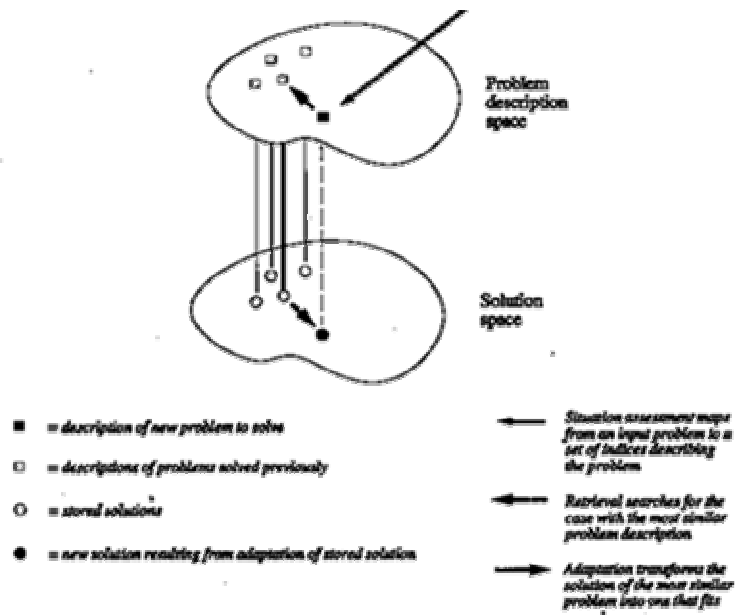 Problem
description
space
Solution
space
= description of new problem to solve
= descriptions of problems solved previously
= stored solutions
= new solution resulting from adaptation of stored solution
Situation assessment maps
from an input problem to a
set of indices describing
the problem
Retrieval searches for the
case with the most similar
problem description
Adaptation transforms the
solution of the most similar
problem into one that fits